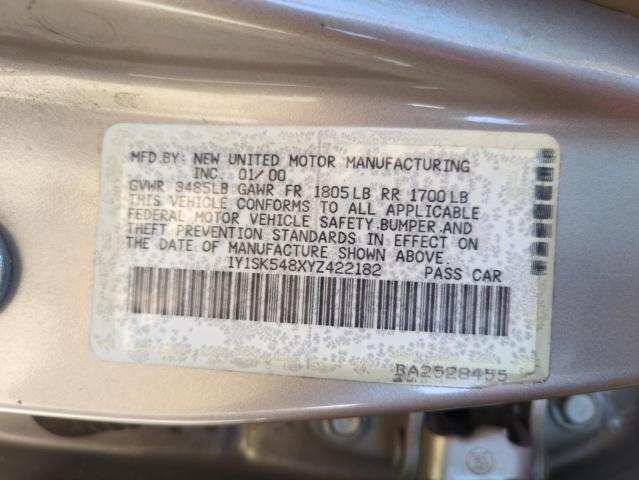 MFD.BY: NEW UNITED MOTOR MANUFACTURING
INC. 01/00
GVWR 3485LB GAWR FR 1805LB RR 1700LB
THIS VEHICLE CONFORMS TO ALL APPLICABLE
FEDERAL MOTOR VEHICLE SAFETY.BUMPER.AND
THEFT PREVENTION STANDARDS IN EFFECT ON
THE DATE OF MANUFACTURE SHOWN ABOVE.
1Y1SK548XYZ422182 PASS CAR
RA2528455